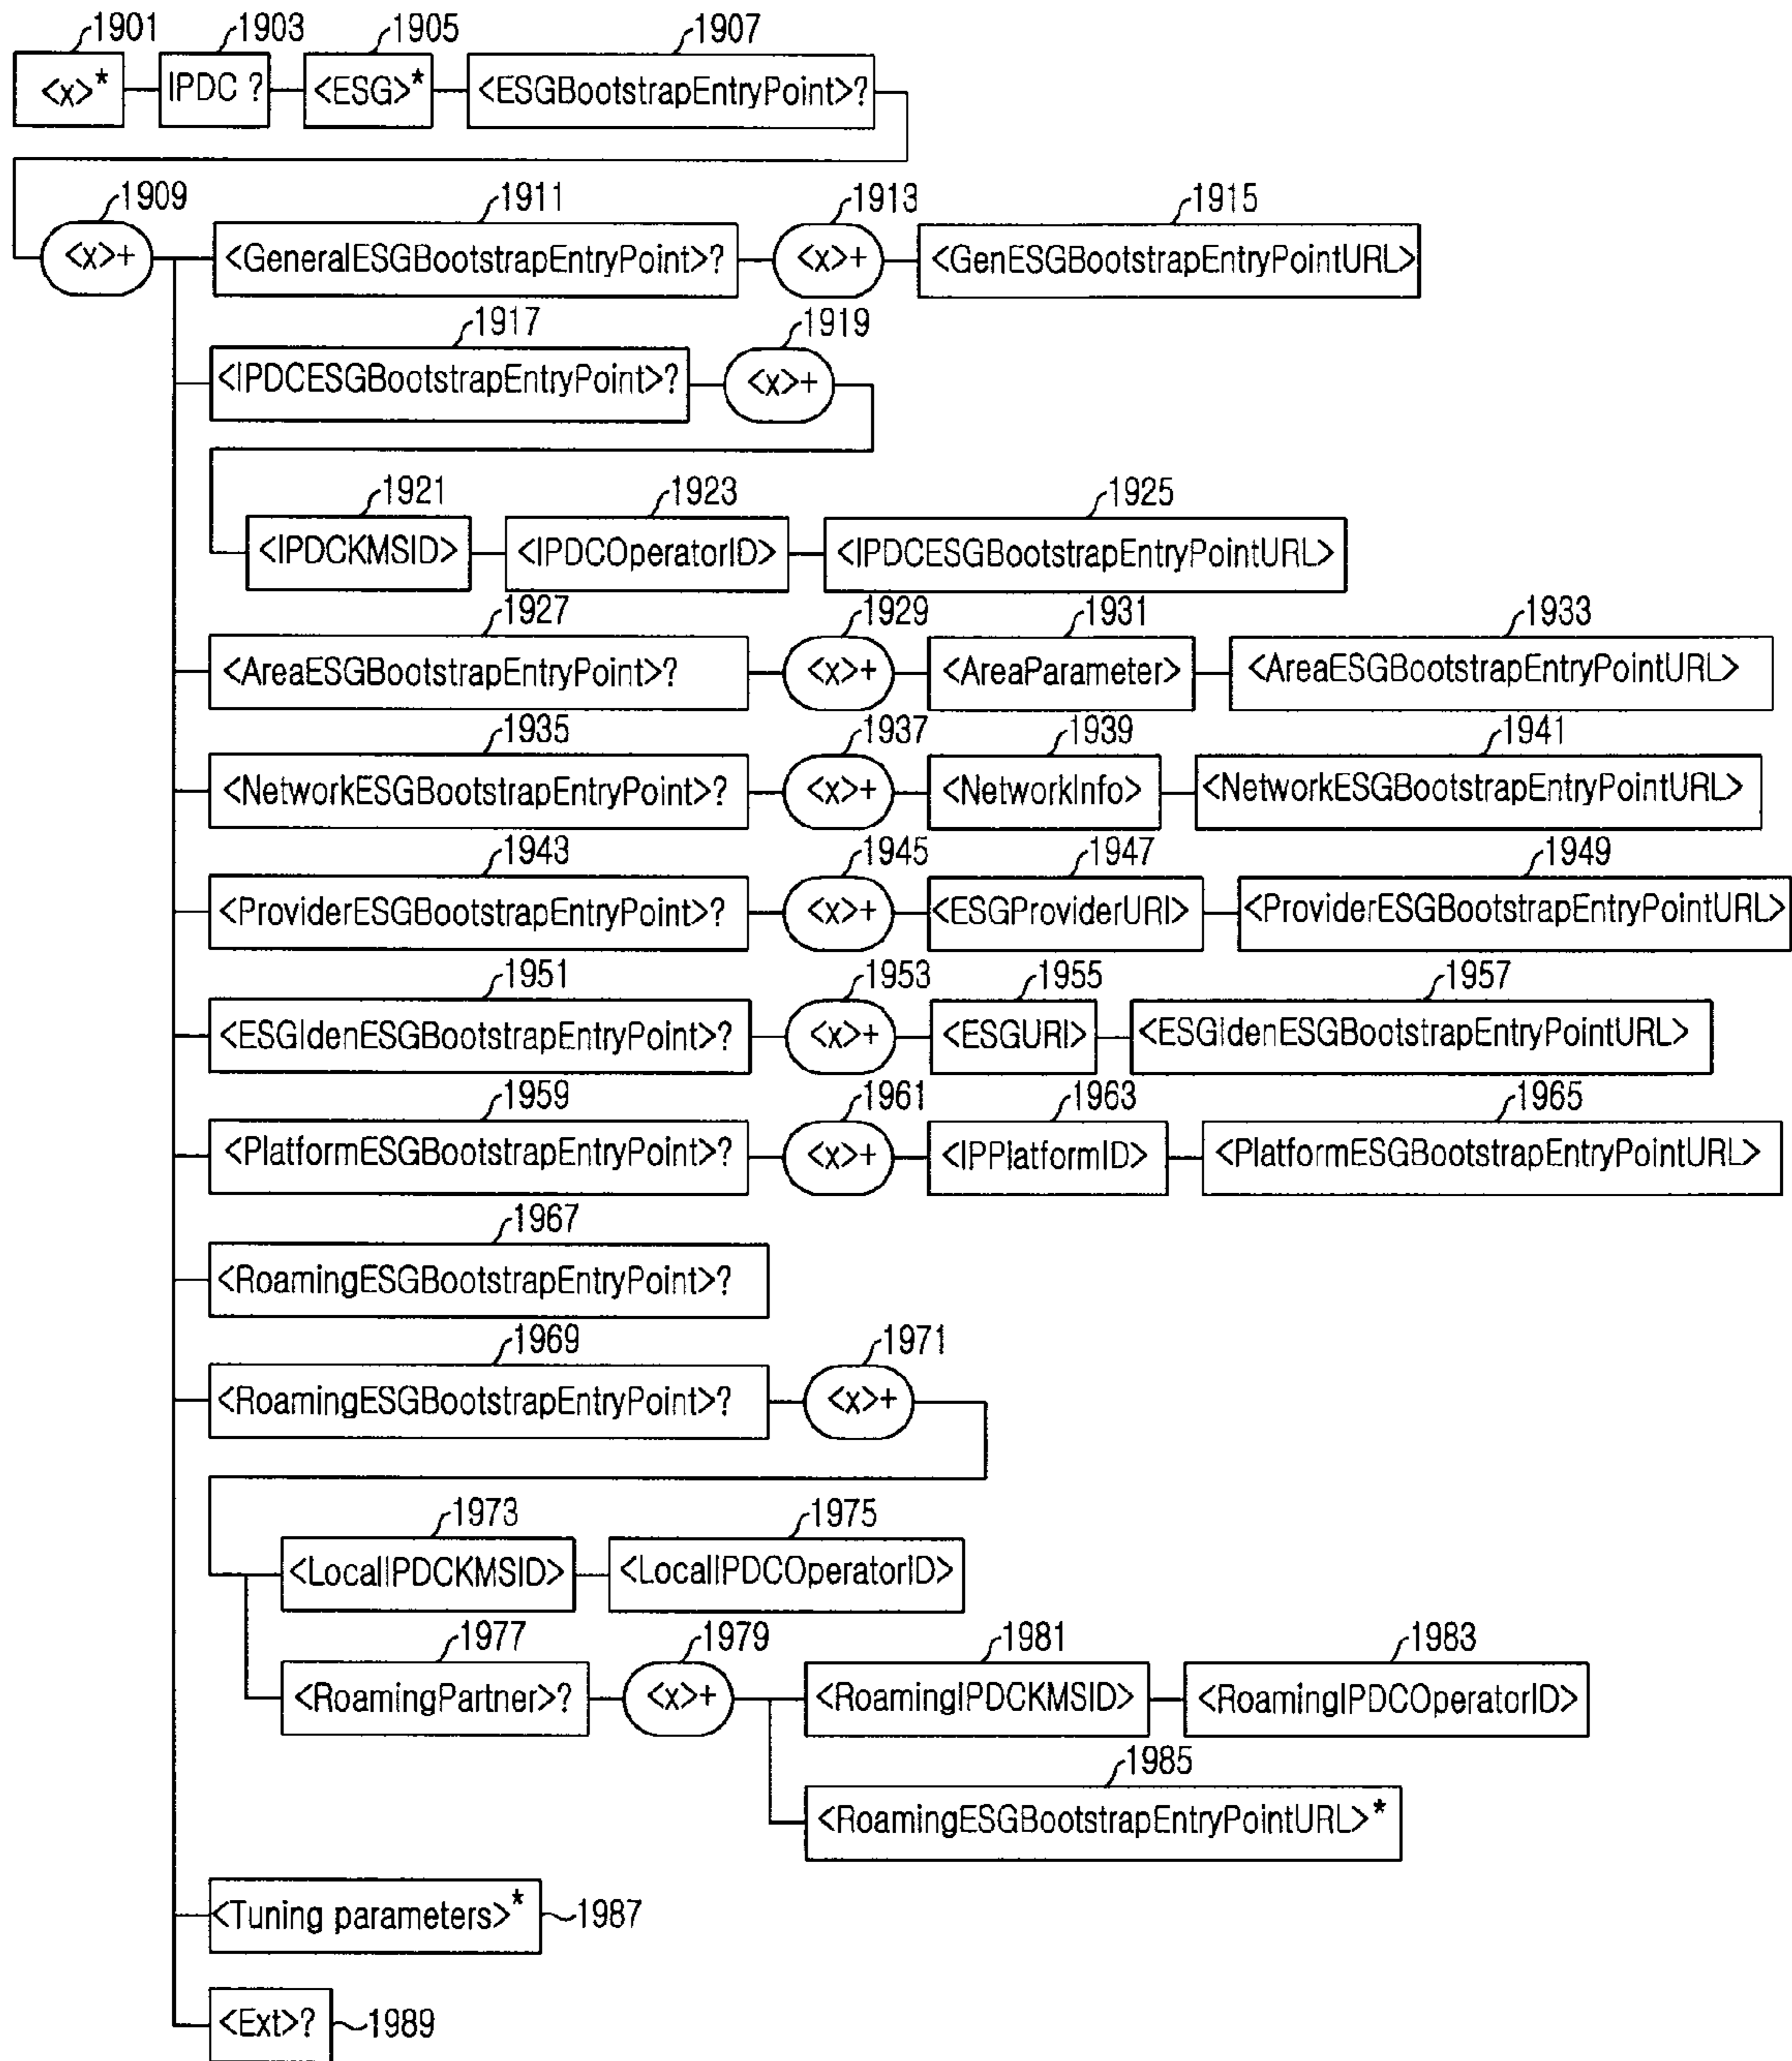 1901 1903 1905 1907
<x>* IPDC ? <ESG>* <ESGBootstrapEntryPoint>?
1909 1911 1913 1915
<x>+ <GeneralESGBootstrapEntryPoint>? <x>+ <GenESGBootstrapEntryPointURL>
1917 1919
<IPDCESGBootstrapEntryPoint>? <x>+
1921 1923 1925
<IPDCKMSID> <IPDCOperatorID> <IPDCESGBootstrapEntryPointURL>
1927 1929 1931 1933
<AreaESGBootstrapEntryPoint>? <x>+ <AreaParameter> <AreaESGBootstrapEntryPointURL>
1935 1937 1939 1941
<NetworkESGBootstrapEntryPoint>? <x>+ <NetworkInfo> <NetworkESGBootstrapEntryPointURL>
1943 1945 1947 1949
<ProviderESGBootstrapEntryPoint>? <x>+ <ESGProviderURI> <ProviderESGBootstrapEntryPointURL>
1951 1953 1955 1957
<ESGIdenESGBootstrapEntryPoint>? <x>+ <ESGURI> <ESGIdenESGBootstrapEntryPointURL>
1959 1961 1963 1965
<PlatformESGBootstrapEntryPoint>? <x>+ <IPPlatformID> <PlatformESGBootstrapEntryPointURL>
1967
<RoamingESGBootstrapEntryPoint>?
1969 1971
<RoamingESGBootstrapEntryPoint>? <x>+
1973 1975
<LocalIPDCKMSID> <LocalIPDCOperatorID>
1977 1979 1981 1983
<RoamingPartner>? <x>+ <RoamingIPDCKMSID> <RoamingIPDCOperatorID>
1985
<RoamingESGBootstrapEntryPointURL>*
<Tuning parameters>* 1987
<Ext>? 1989